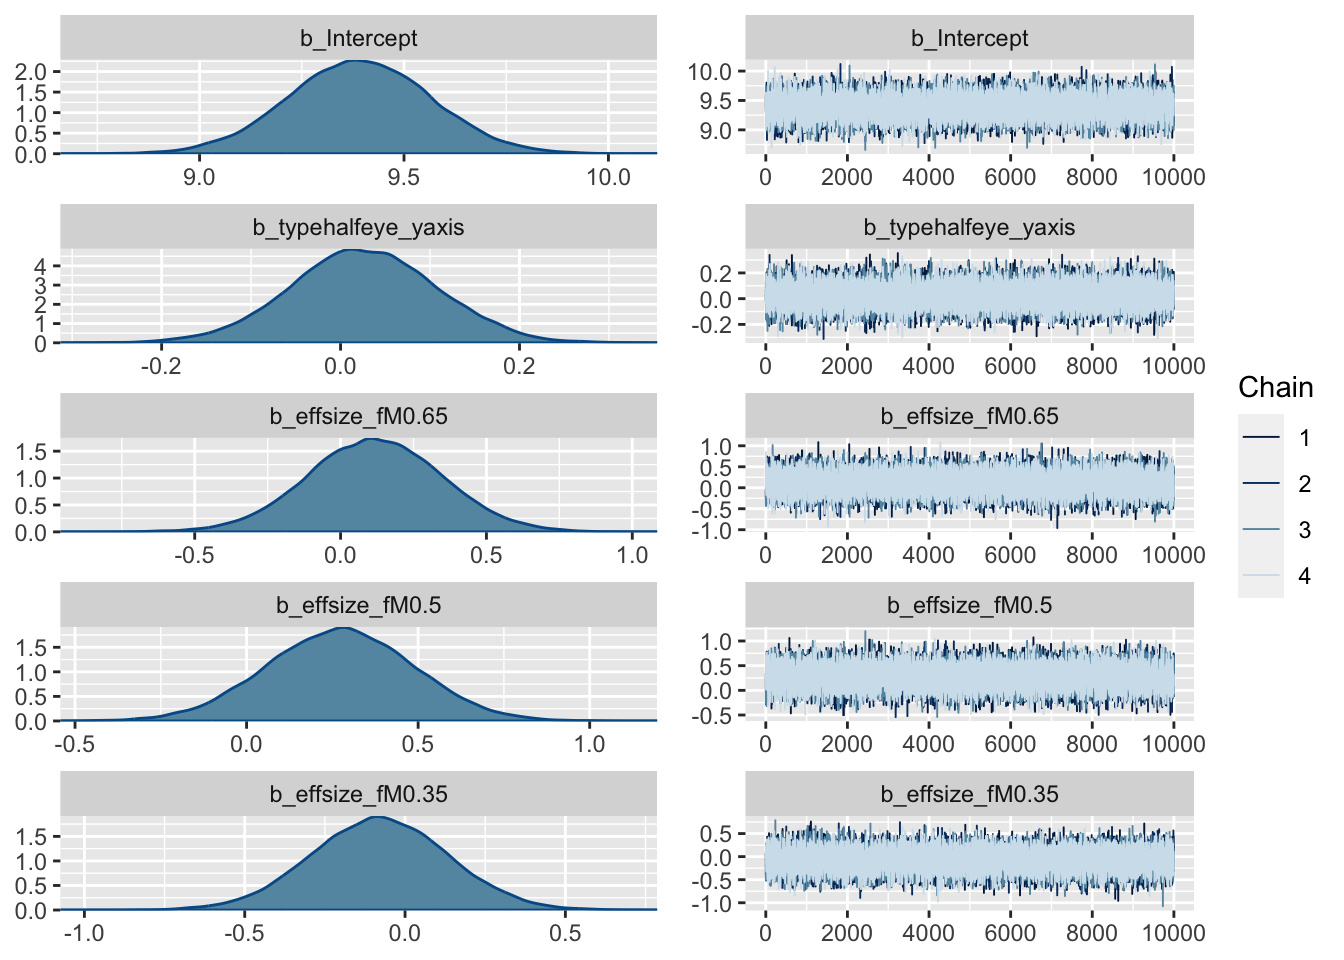 b_Intercept
2.0
1.5
1.0
0.5
0.0
9.0 9.5 10.0
b_Intercept
10.0
9.5
9.0
0 2000 4000 6000 8000 10000
b_typehalfeye_yaxis
4
3
2
1
0
-0.2 0.0 0.2
b_typehalfeye_yaxis
0.2
0.0
-0.2
0 2000 4000 6000 8000 10000
b_effsize_fM0.65
1.5
1.0
0.5
0.0
-0.5 0.0 0.5 1.0
b_effsize_fM0.65
1.0
0.5
0.0
-0.5
-1.0
0 2000 4000 6000 8000 10000
b_effsize_fM0.5
1.5
1.0
0.5
0.0
-0.5 0.0 0.5 1.0
b_effsize_fM0.5
1.0
0.5
0.0
-0.5
0 2000 4000 6000 8000 10000
b_effsize_fM0.35
1.5
1.0
0.5
0.0
-1.0 -0.5 0.0 0.5
b_effsize_fM0.35
0.5
0.0
-0.5
-1.0
0 2000 4000 6000 8000 10000
Chain
1
2
3
4